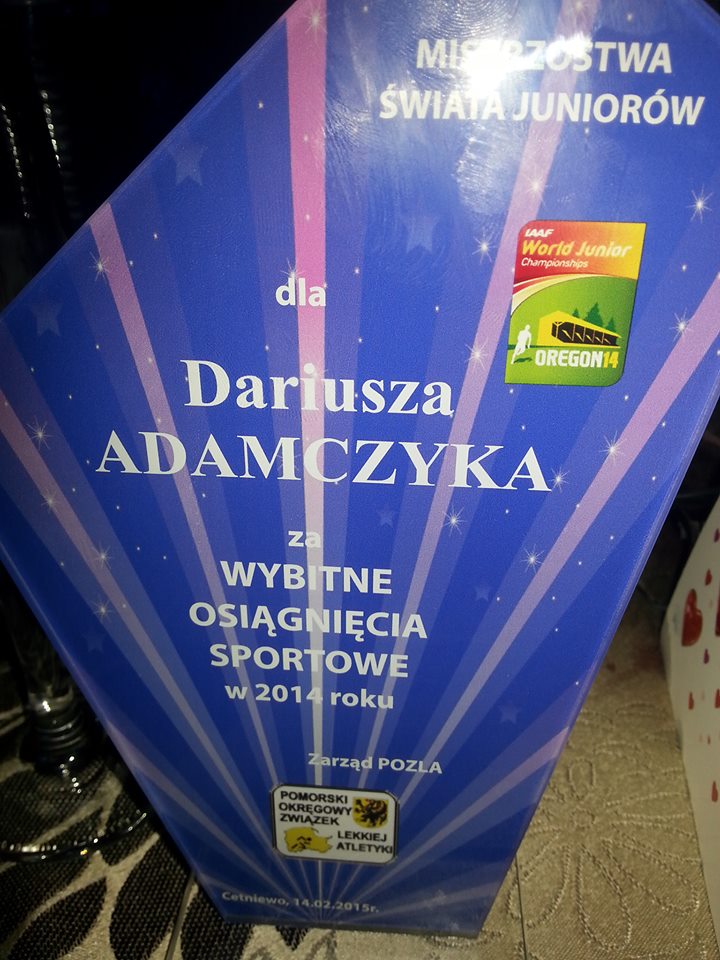 MISTRZOSTWA
ŚWIATA JUNIORÓW
IAAF
World Junior
Championships
OREGON14
dla
Dariusza
ADAMCZYKA
za
WYBITNE
OSIĄGNIĘCIA
SPORTOWE
w 2014 roku
Zarząd POZLA
POMORSKI
OKRĘGOWY
ZWIĄZEK
LEKKIEJ
ATLETYKI
Cetniewo, 14.02.2015r.